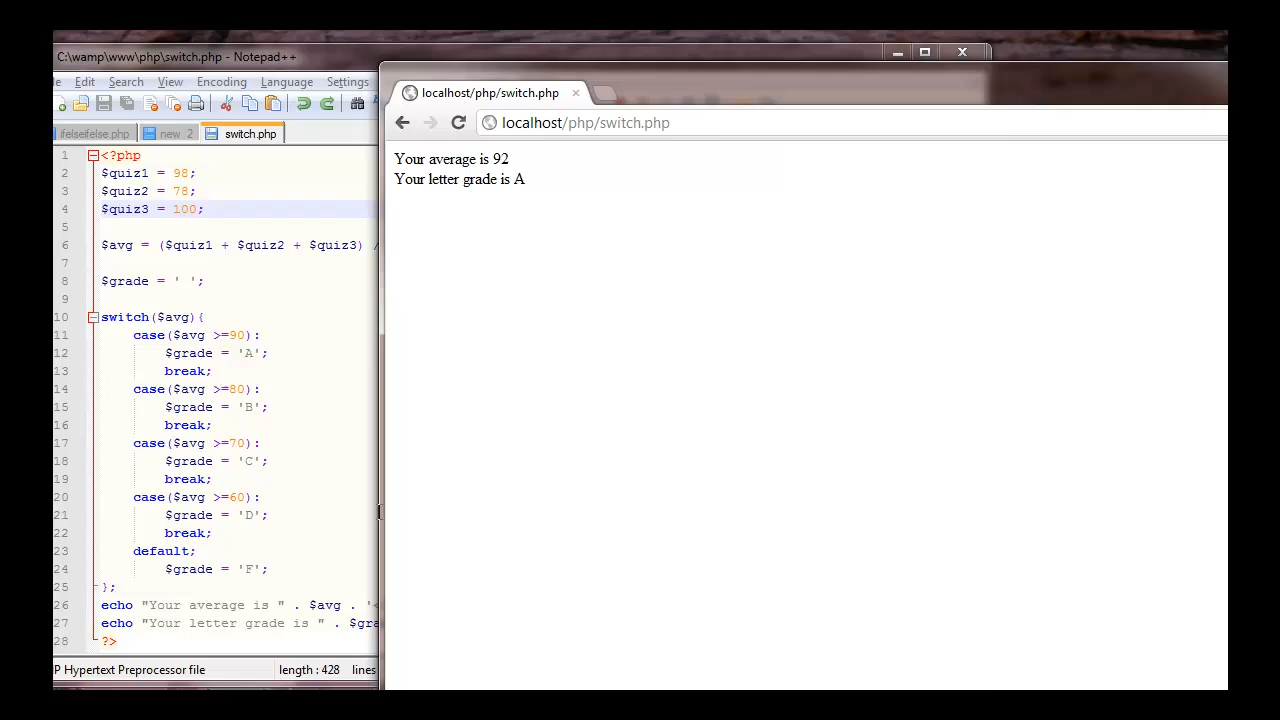 C:\wamp\www\php\switch.php - Notepad++
Edit Search View Encoding Language Settings
ifelseifelse.php new 2 switch.php
1 <?php
2 $quiz1 = 98;
3 $quiz2 = 78;
4 $quiz3 = 100;
5
6 $avg = ($quiz1 + $quiz2 + $quiz3) /
7
8 $grade = ' ';
9
10 switch($avg){
11 case($avg >=90):
12 $grade = 'A';
13 break;
14 case($avg >=80):
15 $grade = 'B';
16 break;
17 case($avg >=70):
18 $grade = 'C';
19 break;
20 case($avg >=60):
21 $grade = 'D';
22 break;
23 default;
24 $grade = 'F';
25 };
26 echo "Your average is " . $avg . '<
27 echo "Your letter grade is " . $gra
28 ?>
P Hypertext Preprocessor file length : 428 lines
localhost/php/switch.php
localhost/php/switch.php
Your average is 92
Your letter grade is A